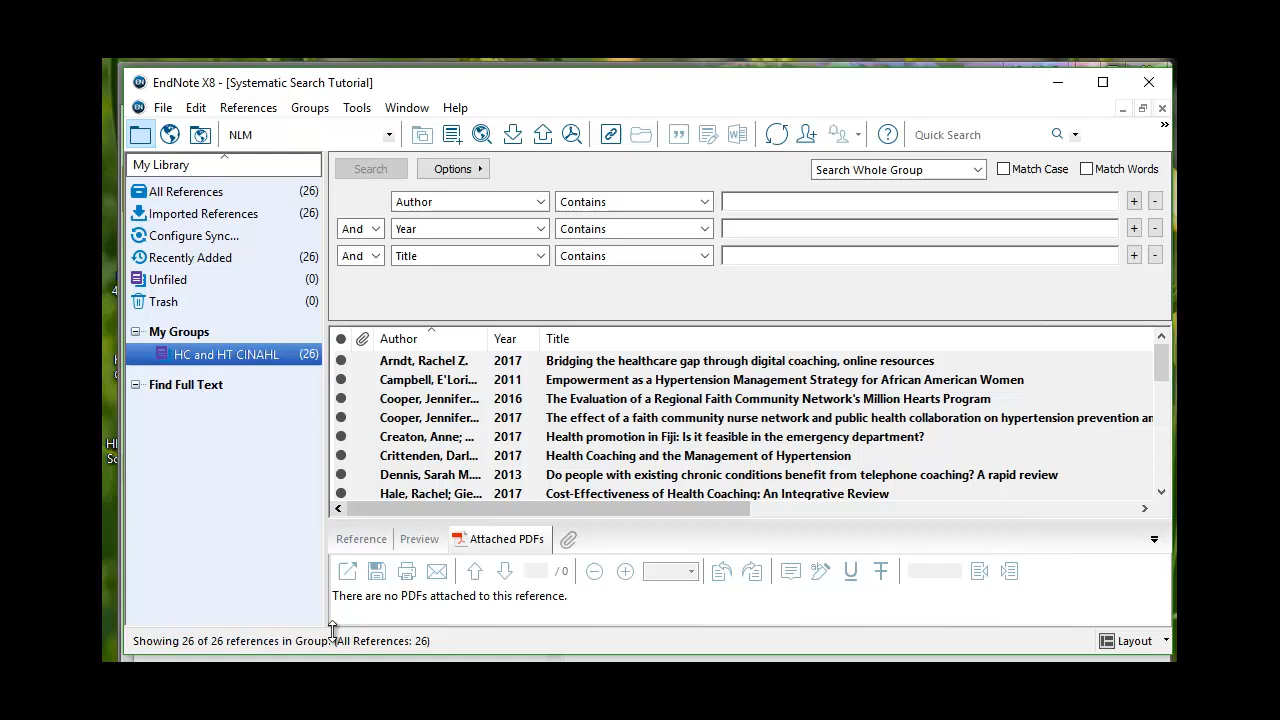 EndNote X8 - [Systematic Search Tutorial]
File Edit References Groups Tools Window Help
NLM
Quick Search
My Library
All References (26)
Imported References (26)
Configure Sync...
Recently Added (26)
Unfiled (0)
Trash (0)
My Groups
HC and HT CINAHL (26)
Find Full Text
Search Options Search Whole Group Match Case Match Words
Author Contains + -
And Year Contains + -
And Title Contains + -
Author Year Title
Arndt, Rachel Z. 2017 Bridging the healthcare gap through digital coaching, online resources
Campbell, E'Lori... 2011 Empowerment as a Hypertension Management Strategy for African American Women
Cooper, Jennifer... 2016 The Evaluation of a Regional Faith Community Network's Million Hearts Program
Cooper, Jennifer... 2017 The effect of a faith community nurse network and public health collaboration on hypertension prevention an
Creaton, Anne; ... 2017 Health promotion in Fiji: Is it feasible in the emergency department?
Crittenden, Darl... 2017 Health Coaching and the Management of Hypertension
Dennis, Sarah M.... 2013 Do people with existing chronic conditions benefit from telephone coaching? A rapid review
Hale, Rachel; Gie... 2017 Cost-Effectiveness of Health Coaching: An Integrative Review
Reference Preview Attached PDFs
/ 0
There are no PDFs attached to this reference.
Showing 26 of 26 references in Group. (All References: 26)
Layout